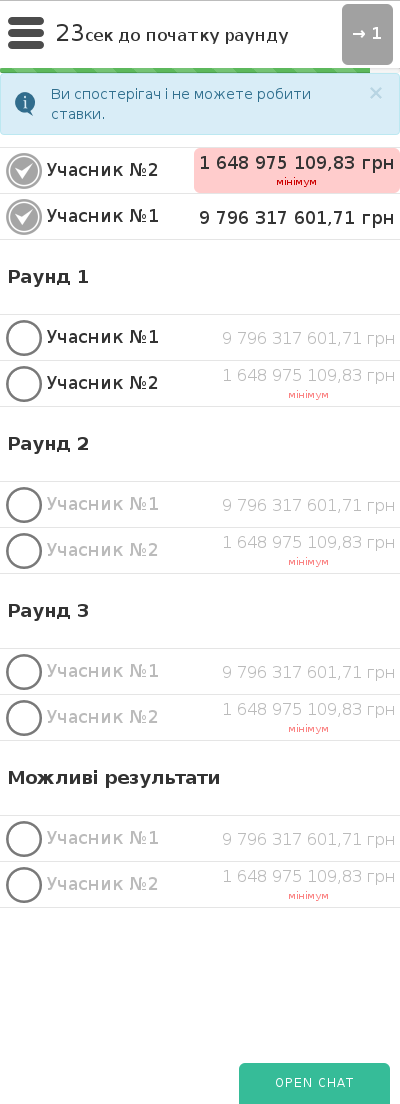 23сек до початку раунду
→ 1
Ви спостерігач і не можете робити
ставки.
×
Учасник №2
1 648 975 109,83 грн
мінімум
Учасник №1
9 796 317 601,71 грн
Раунд 1
Учасник №1
9 796 317 601,71 грн
Учасник №2
1 648 975 109,83 грн
мінімум
Раунд 2
Учасник №1
9 796 317 601,71 грн
Учасник №2
1 648 975 109,83 грн
мінімум
Раунд 3
Учасник №1
9 796 317 601,71 грн
Учасник №2
1 648 975 109,83 грн
мінімум
Можливі результати
Учасник №1
9 796 317 601,71 грн
Учасник №2
1 648 975 109,83 грн
мінімум
OPEN CHAT